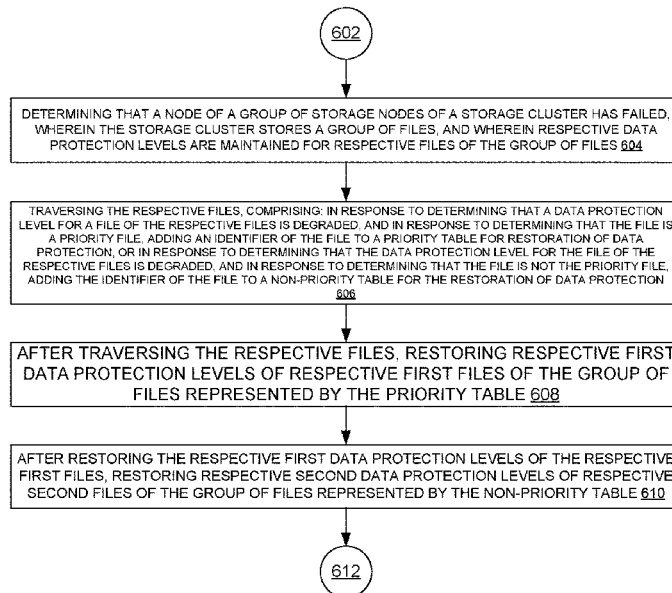 602
DETERMINING THAT A NODE OF A GROUP OF STORAGE NODES OF A STORAGE CLUSTER HAS FAILED,
WHEREIN THE STORAGE CLUSTER STORES A GROUP OF FILES, AND WHEREIN RESPECTIVE DATA
PROTECTION LEVELS ARE MAINTAINED FOR RESPECTIVE FILES OF THE GROUP OF FILES 604
TRAVERSING THE RESPECTIVE FILES, COMPRISING: IN RESPONSE TO DETERMINING THAT A DATA PROTECTION
LEVEL FOR A FILE OF THE RESPECTIVE FILES IS DEGRADED, AND IN RESPONSE TO DETERMINING THAT THE FILE IS
A PRIORITY FILE, ADDING AN IDENTIFIER OF THE FILE TO A PRIORITY TABLE FOR RESTORATION OF DATA
PROTECTION, OR IN RESPONSE TO DETERMINING THAT THE DATA PROTECTION LEVEL FOR THE FILE OF THE
RESPECTIVE FILES IS DEGRADED, AND IN RESPONSE TO DETERMINING THAT THE FILE IS NOT THE PRIORITY FILE,
ADDING THE IDENTIFIER OF THE FILE TO A NON-PRIORITY TABLE FOR THE RESTORATION OF DATA PROTECTION
606
AFTER TRAVERSING THE RESPECTIVE FILES, RESTORING RESPECTIVE FIRST
DATA PROTECTION LEVELS OF RESPECTIVE FIRST FILES OF THE GROUP OF
FILES REPRESENTED BY THE PRIORITY TABLE 608
AFTER RESTORING THE RESPECTIVE FIRST DATA PROTECTION LEVELS OF THE RESPECTIVE
FIRST FILES, RESTORING RESPECTIVE SECOND DATA PROTECTION LEVELS OF RESPECTIVE
SECOND FILES OF THE GROUP OF FILES REPRESENTED BY THE NON-PRIORITY TABLE 610
612